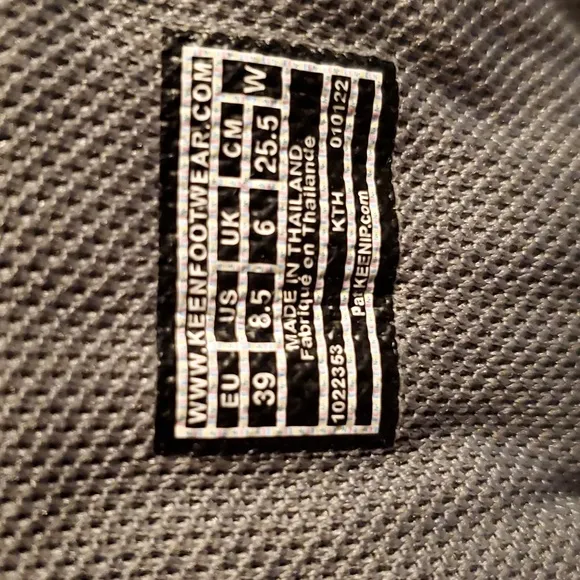 WWW.KEENFOOTWEAR.COM
EU US UK CM W
39 8.5 6 25.5
MADE IN THAILAND
Fabriqué en Thaïlande
1022353 KTH 010122
Pat KEENIP.com